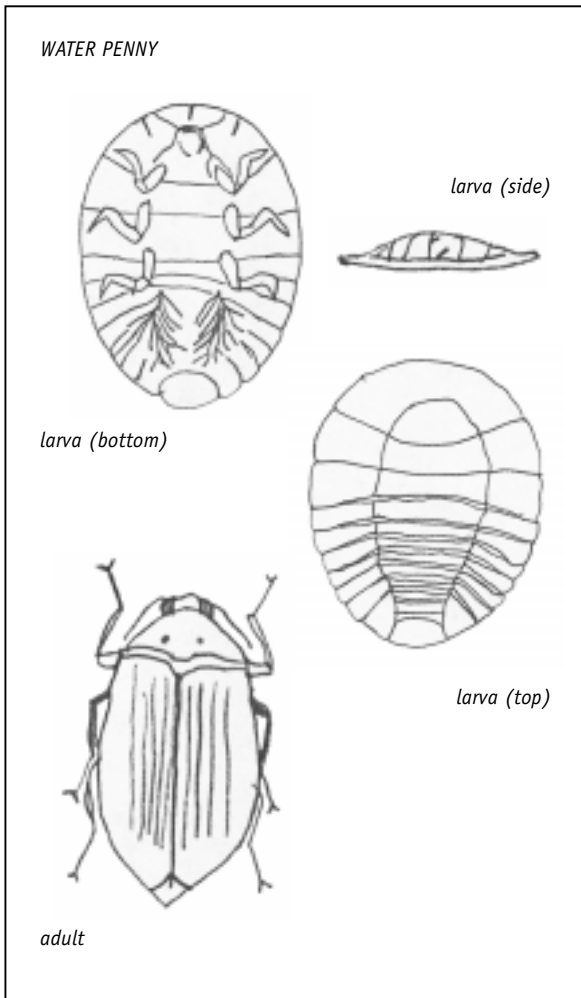 WATER PENNY
larva (side)
larva (bottom)
larva (top)
adult